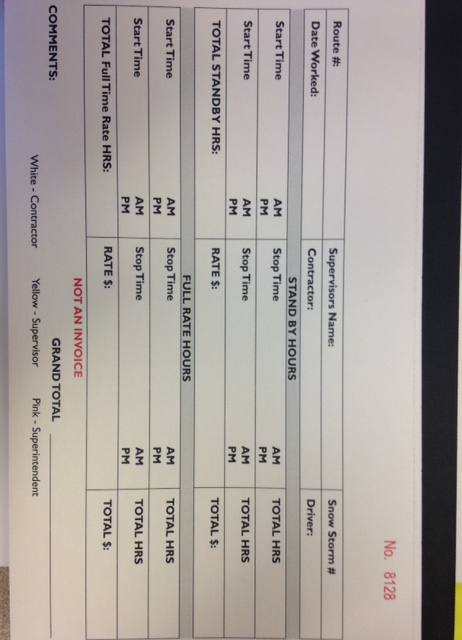 No. 8128
Route #: Supervisors Name: Snow Storm #
Date Worked: Contractor: Driver:
STAND BY HOURS
Start Time AM PM Stop Time AM PM TOTAL HRS
Start Time AM PM Stop Time AM PM TOTAL HRS
TOTAL STANDBY HRS: RATE $: TOTAL $:
FULL RATE HOURS
Start Time AM PM Stop Time AM PM TOTAL HRS
Start Time AM PM Stop Time AM PM TOTAL HRS
TOTAL Full Time Rate HRS: RATE $: TOTAL $:
NOT AN INVOICE
COMMENTS: GRAND TOTAL
White - Contractor Yellow - Supervisor Pink - Superintendent